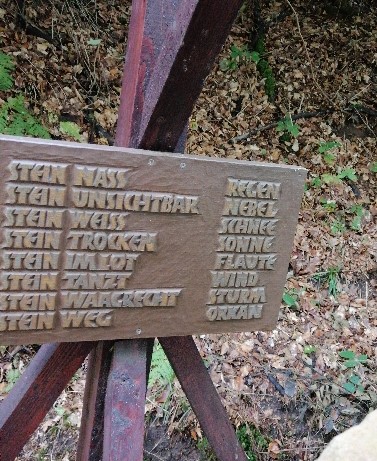 STEIN NASS REGEN
STEIN UNSICHTBAR NEBEL
STEIN WEISS SCHNEE
STEIN TROCKEN SONNE
STEIN IM LOT FLAUTE
STEIN TANZT WIND
STEIN WAAGRECHT STURM
STEIN WEG ORKAN